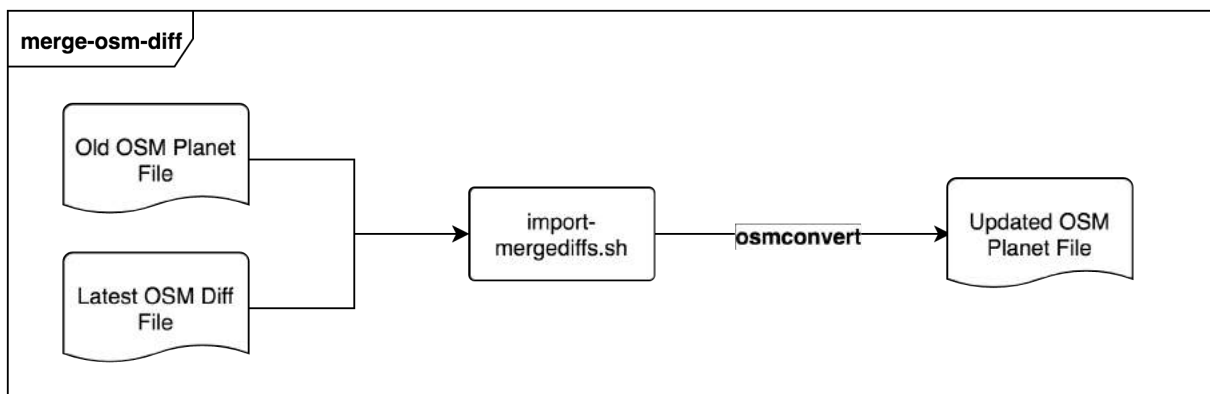 merge-osm-diff
Old OSM Planet
File
Latest OSM Diff
File
import-
mergediffs.sh
osmconvert
Updated OSM
Planet File